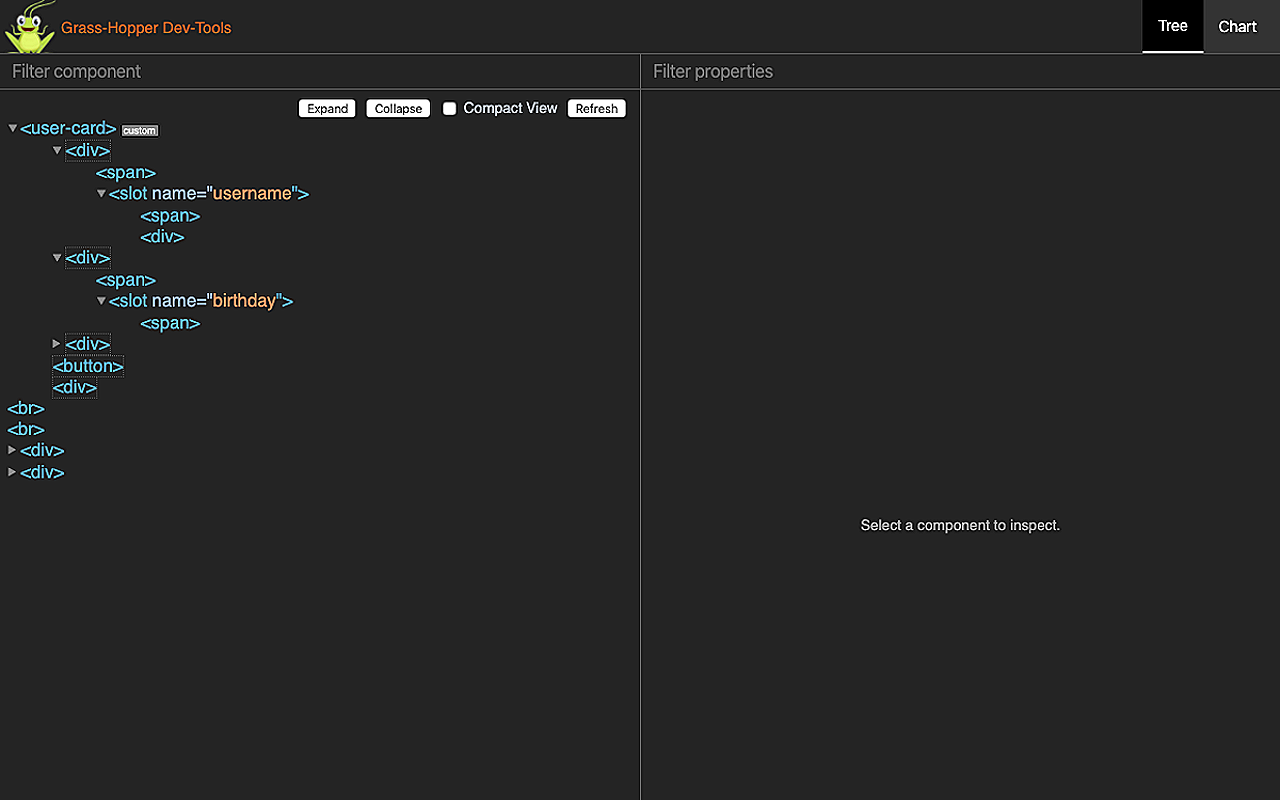 Grass-Hopper Dev-Tools
Tree
Chart
Filter component
Filter properties
Expand
Collapse
Compact View
Refresh
<user-card> custom
<div>
<span>
<slot name="username">
<span>
<div>
<div>
<span>
<slot name="birthday">
<span>
<div>
<button>
<div>
<br>
<br>
<div>
<div>
Select a component to inspect.